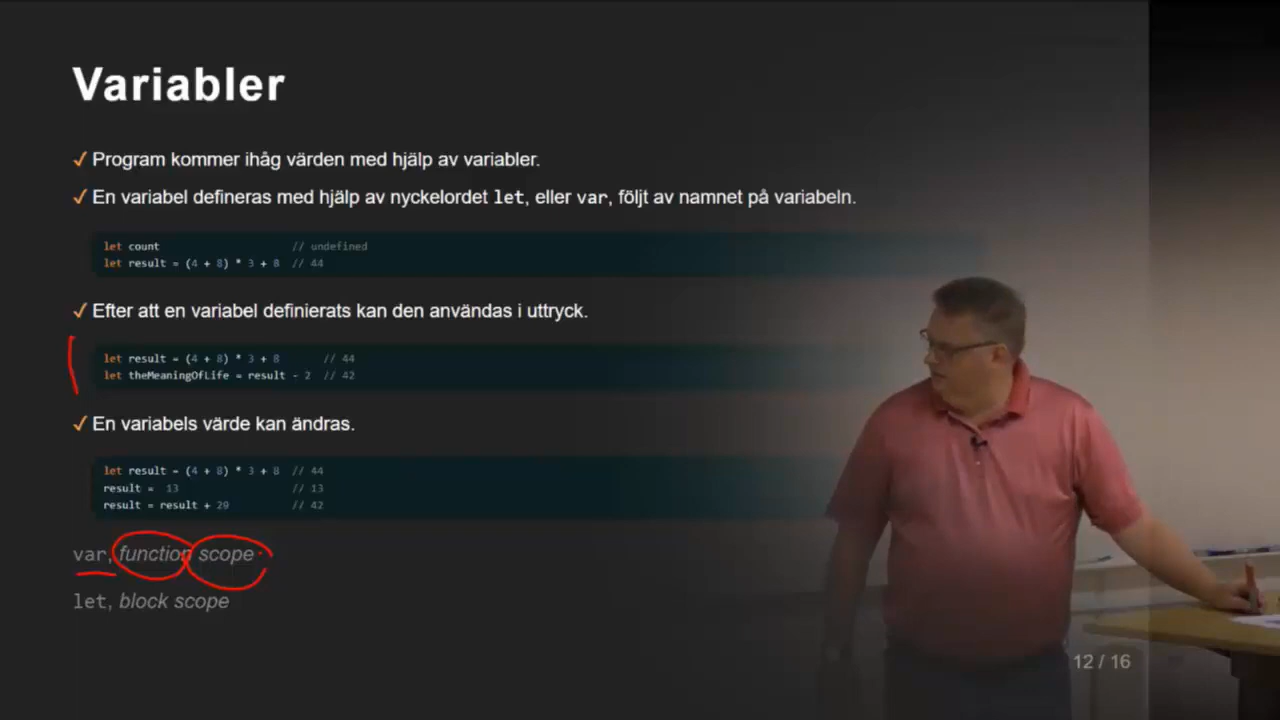 Variabler
✓ Program kommer ihåg värden med hjälp av variabler.
✓ En variabel defineras med hjälp av nyckelordet let, eller var, följt av namnet på variabeln.
let count // undefined
let result = (4 + 8) * 3 + 8 // 44
✓ Efter att en variabel definierats kan den användas i uttryck.
let result = (4 + 8) * 3 + 8 // 44
let theMeaningOfLife = result - 2 // 42
✓ En variabels värde kan ändras.
let result = (4 + 8) * 3 + 8 // 44
result = 13 // 13
result = result + 29 // 42
var, function scope
let, block scope
12 / 16